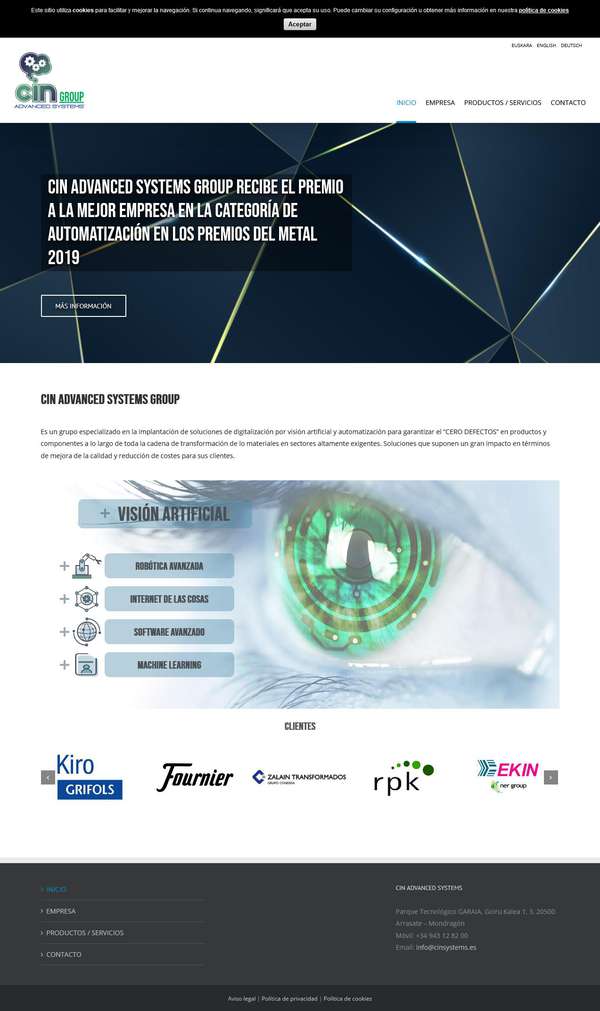 Este sitio utiliza cookies para facilitar y mejorar la navegación. Si continua navegando, significará que acepta su uso. Puede cambiar su configuración u obtener más información en nuestra política de cookies
Aceptar
EUSKARA ENGLISH DEUTSCH
cin GROUP
ADVANCED SYSTEMS
INICIO EMPRESA PRODUCTOS / SERVICIOS CONTACTO
CIN ADVANCED SYSTEMS GROUP RECIBE EL PREMIO
A LA MEJOR EMPRESA EN LA CATEGORÍA DE
AUTOMATIZACIÓN EN LOS PREMIOS DEL METAL
2019
MÁS INFORMACIÓN
CIN ADVANCED SYSTEMS GROUP
Es un grupo especializado en la implantación de soluciones de digitalización por visión artificial y automatización para garantizar el "CERO DEFECTOS" en productos y
componentes a lo largo de toda la cadena de transformación de lo materiales en sectores altamente exigentes. Soluciones que suponen un gran impacto en términos
de mejora de la calidad y reducción de costes para sus clientes.
+ VISIÓN ARTIFICIAL
+ ROBÓTICA AVANZADA
+ INTERNET DE LAS COSAS
+ SOFTWARE AVANZADO
+ MACHINE LEARNING
CLIENTES
Kiro
GRIFOLS
Fournier
ZALAIN TRANSFORMADOS
GRUPO CONDESA
rpk
EKIN
ner group
> INICIO
> EMPRESA
> PRODUCTOS / SERVICIOS
> CONTACTO
CIN ADVANCED SYSTEMS
Parque Tecnológico GARAIA, Goiru Kalea 1, 3, 20500
Arrasate – Mondragón
Móvil: +34 943 12 82 00
Email: info@cinsystems.es
Aviso legal | Política de privacidad | Política de cookies